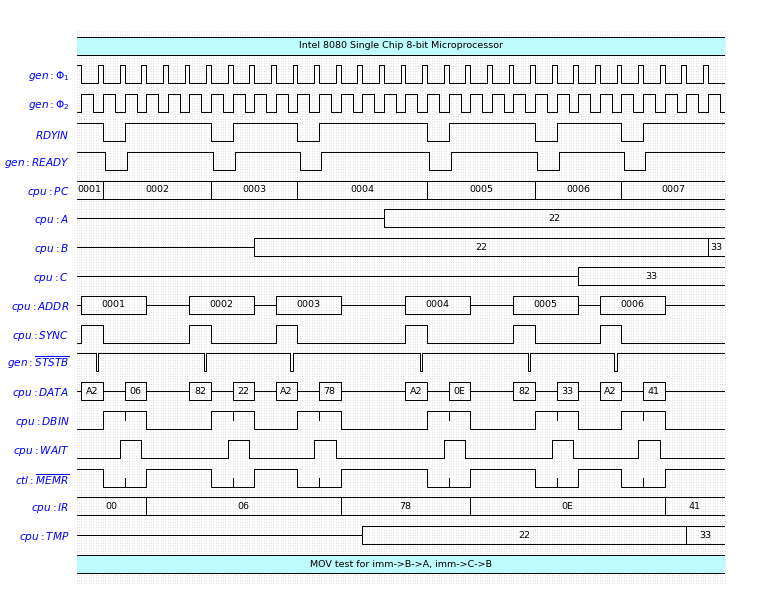 Intel 8080 Single Chip 8-bit Microprocessor
gen : Φ1
gen : Φ2
RDYIN
gen : READY
cpu : PC 0001 0002 0003 0004 0005 0006 0007
cpu : A 22
cpu : B 22 33
cpu : C 33
cpu : ADDR 0001 0002 0003 0004 0005 0006
cpu : SYNC
gen : STSTB
cpu : DATA A2 06 82 22 A2 78 A2 0E 82 33 A2 41
cpu : DBIN
cpu : WAIT
ctl : MEMR
cpu : IR 00 06 78 0E 41
cpu : TMP 22 33
MOV test for imm->B->A, imm->C->B